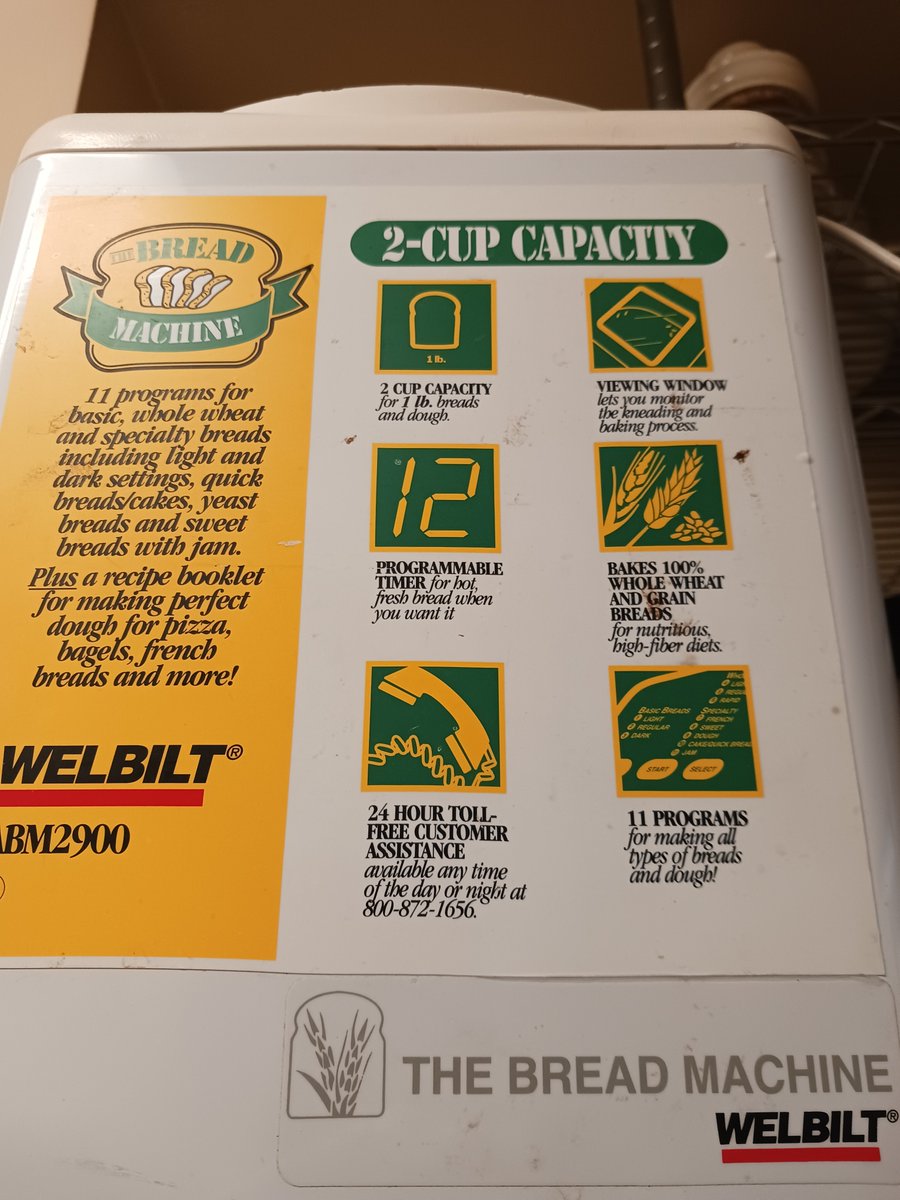 THE BREAD
MACHINE
11 programs for
basic, whole wheat
and specialty breads
including light and
dark settings, quick
breads/cakes, yeast
breads and sweet
breads with jam.
Plus a recipe booklet
for making perfect
dough for pizza,
bagels, french
breads and more!
WELBILT®
ABM2900
2-CUP CAPACITY
1 lb.
2 CUP CAPACITY
for 1 lb. breads
and dough.
VIEWING WINDOW
lets you monitor
the kneading and
baking process.
12
PROGRAMMABLE
TIMER for hot,
fresh bread when
you want it
BAKES 100%
WHOLE WHEAT
AND GRAIN
BREADS
for nutritious,
high-fiber diets.
24 HOUR TOLL-
FREE CUSTOMER
ASSISTANCE
available any time
of the day or night at
800-872-1656.
RAPID
BASIC BREADS
LIGHT
REGULAR
DARK
SPECIALTY
FRENCH
SWEET
DOUGH
CAKE/QUICK BREAD
JAM
START
SELECT
11 PROGRAMS
for making all
types of breads
and dough!
THE BREAD MACHINE
WELBILT®